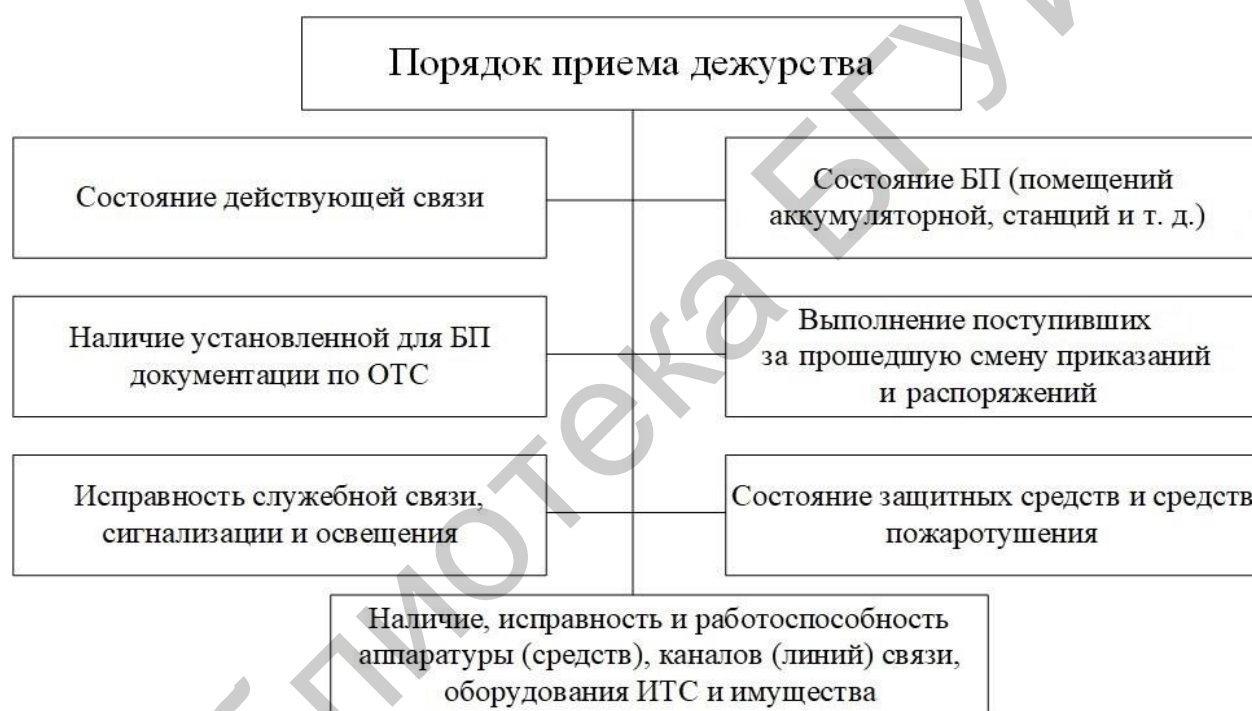 Порядок приема дежурства
Состояние действующей связи
Состояние БП (помещений
аккумуляторной, станций и т. д.)
Наличие установленной для БП
документации по ОТС
Выполнение поступивших
за прошедшую смену приказаний
и распоряжений
Исправность служебной связи,
сигнализации и освещения
Состояние защитных средств и средств
пожаротушения
Наличие, исправность и работоспособность
аппаратуры (средств), каналов (линий) связи,
оборудования ИТС и имущества